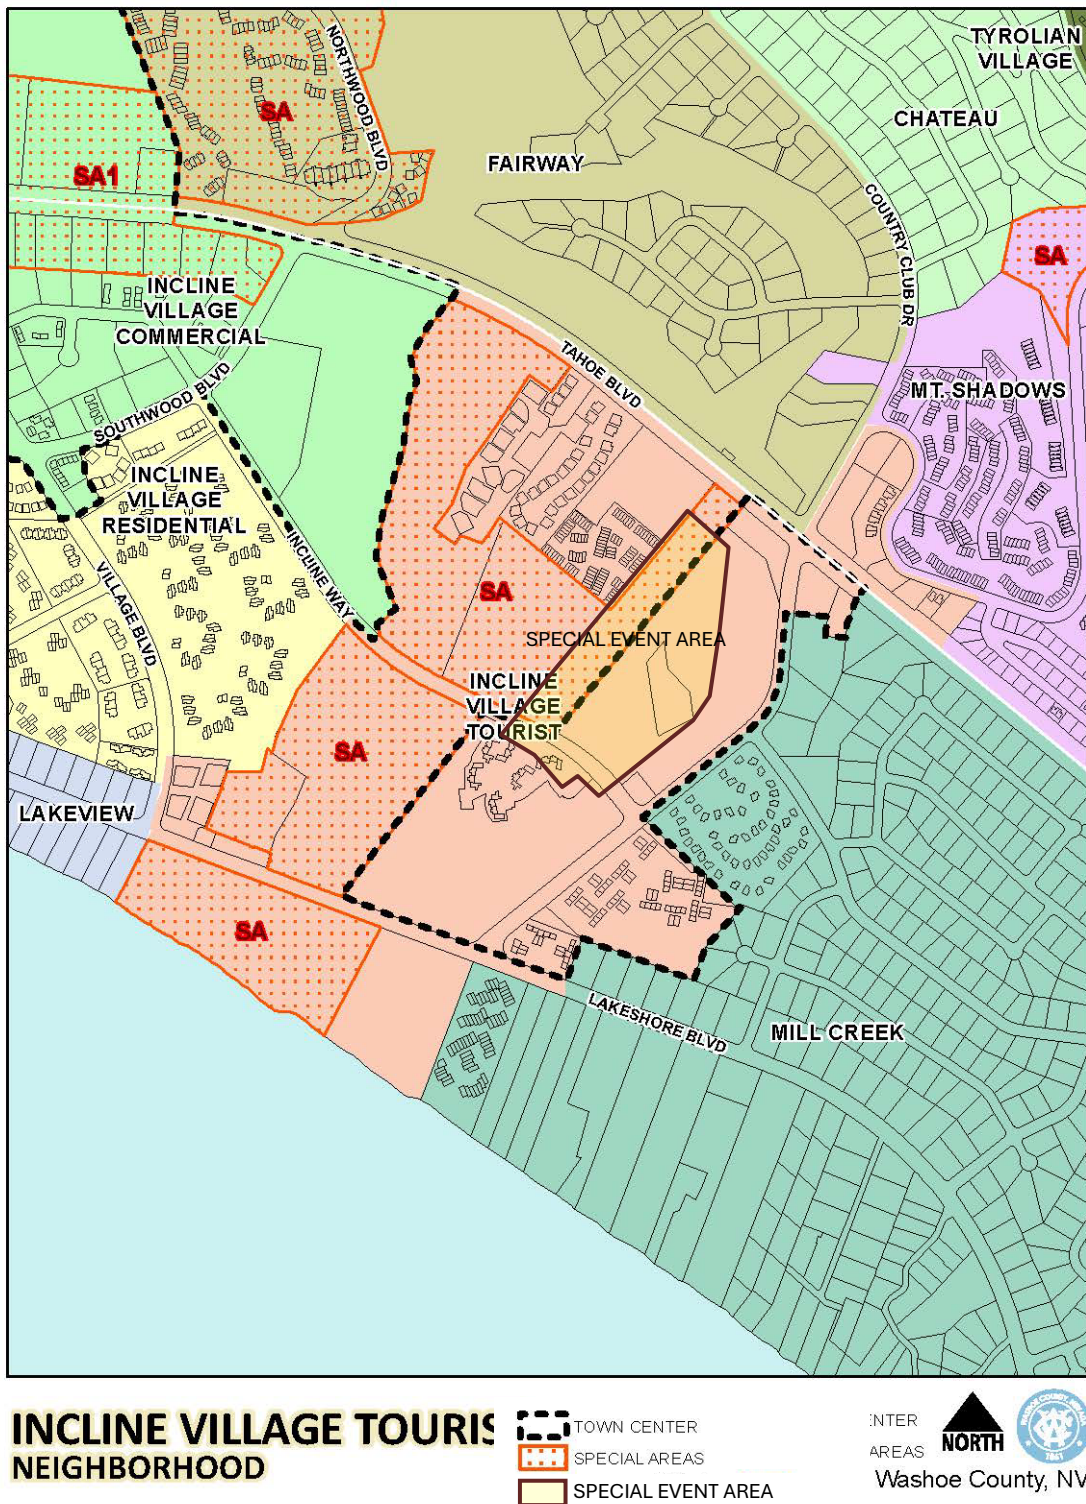 NORTHWOOD BLVD
TYROLIAN
VILLAGE
SA
CHATEAU
FAIRWAY
SA1
COUNTRY CLUB DR
SA
INCLINE
VILLAGE
COMMERCIAL
TAHOE BLVD
MT. SHADOWS
SOUTHWOOD BLVD
INCLINE
VILLAGE
RESIDENTIAL
INCLINE WAY
VILLAGE BLVD
SA
SPECIAL EVENT AREA
INCLINE
VILLAGE
TOURIST
SA
LAKEVIEW
SA
LAKESHORE BLVD
MILL CREEK
INCLINE VILLAGE TOURIS
NEIGHBORHOOD
TOWN CENTER
SPECIAL AREAS
SPECIAL EVENT AREA
NTER
AREAS
NORTH
1861
Washoe County, NV